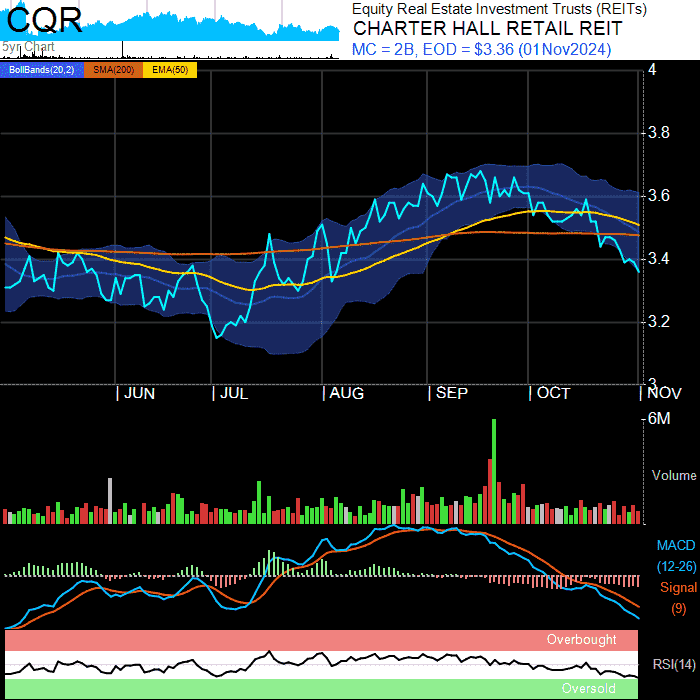 CQR
5yr Chart
Equity Real Estate Investment Trusts (REITs)
CHARTER HALL RETAIL REIT
MC = 2B, EOD = $3.36 (01Nov2024)
BollBands(20,2) SMA(200) EMA(50)
4
3.8
3.6
3.4
3.2
3
JUN JUL AUG SEP OCT NOV
6M
Volume
MACD
(12-26)
Signal
(9)
Overbought
RSI(14)
Oversold